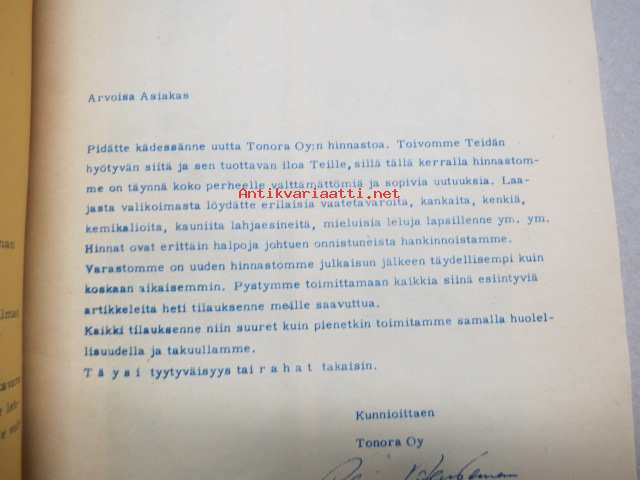 Arvoisa Asiakas
Pidätte kädessänne uutta Tonora Oy:n hinnastoa. Toivomme Teidän
hyötyvän siitä ja sen tuottavan iloa Teille, sillä tällä kerralla hinnastom-
me on täynnä koko perheelle välttämättömiä ja sopivia uutuuksia. Laa-
Antikvariaatti.net
jasta valikoimasta löydätte erilaisia vaatetavaroita, kankaita, kenkiä,
kemikalioita, kauniita lahjaesineitä, mieluisia leluja lapsillenne ym. ym.
Hinnat ovat erittäin halpoja johtuen onnistuneista hankinnoistamme.
Varastomme on uuden hinnastomme julkaisun jälkeen täydellisempi kuin
koskaan aikaisemmin. Pystymme toimittamaan kaikkia siinä esiintyviä
artikkeleita heti tilauksenne meille saavuttua.
Kaikki tilauksenne niin suuret kuin pienetkin toimitamme samalla huolel-
lisuudella ja takuullamme.
T ä y s i tyytyväisyys tai r a h a t takaisin.
Kunnioittaen
Tonora Oy